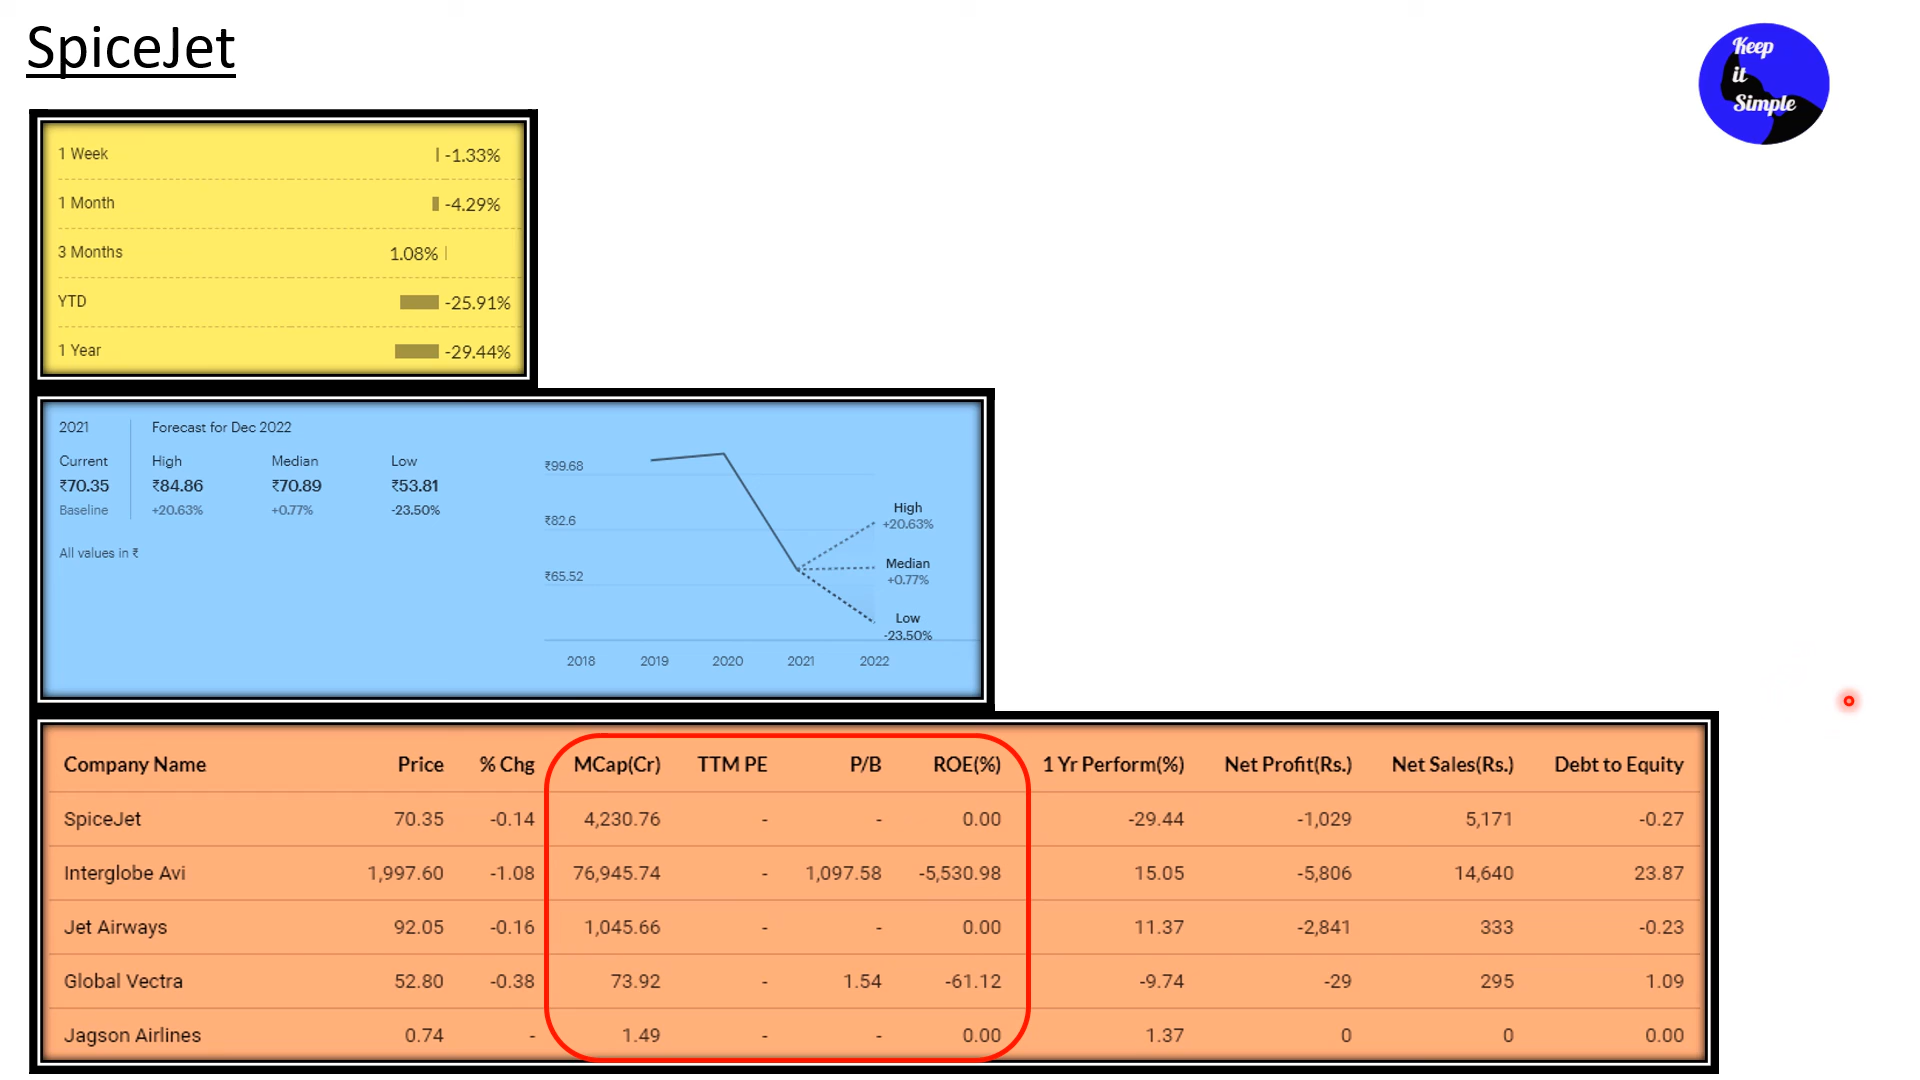 SpiceJet
Keep
it
Simple
1 Week -1.33%
1 Month -4.29%
3 Months 1.08%
YTD -25.91%
1 Year -29.44%
2021 Forecast for Dec 2022
Current High Median Low
₹70.35 ₹84.86 ₹70.89 ₹53.81
Baseline +20.63% +0.77% -23.50%
All values in ₹
₹99.68
₹82.6
₹65.52
High
+20.63%
Median
+0.77%
Low
-23.50%
2018 2019 2020 2021 2022
Company Name Price % Chg MCap(Cr) TTM PE P/B ROE(%) 1 Yr Perform(%) Net Profit(Rs.) Net Sales(Rs.) Debt to Equity
SpiceJet 70.35 -0.14 4,230.76 - - 0.00 -29.44 -1,029 5,171 -0.27
Interglobe Avi 1,997.60 -1.08 76,945.74 - 1,097.58 -5,530.98 15.05 -5,806 14,640 23.87
Jet Airways 92.05 -0.16 1,045.66 - - 0.00 11.37 -2,841 333 -0.23
Global Vectra 52.80 -0.38 73.92 - 1.54 -61.12 -9.74 -29 295 1.09
Jagson Airlines 0.74 - 1.49 - - 0.00 1.37 0 0 0.00